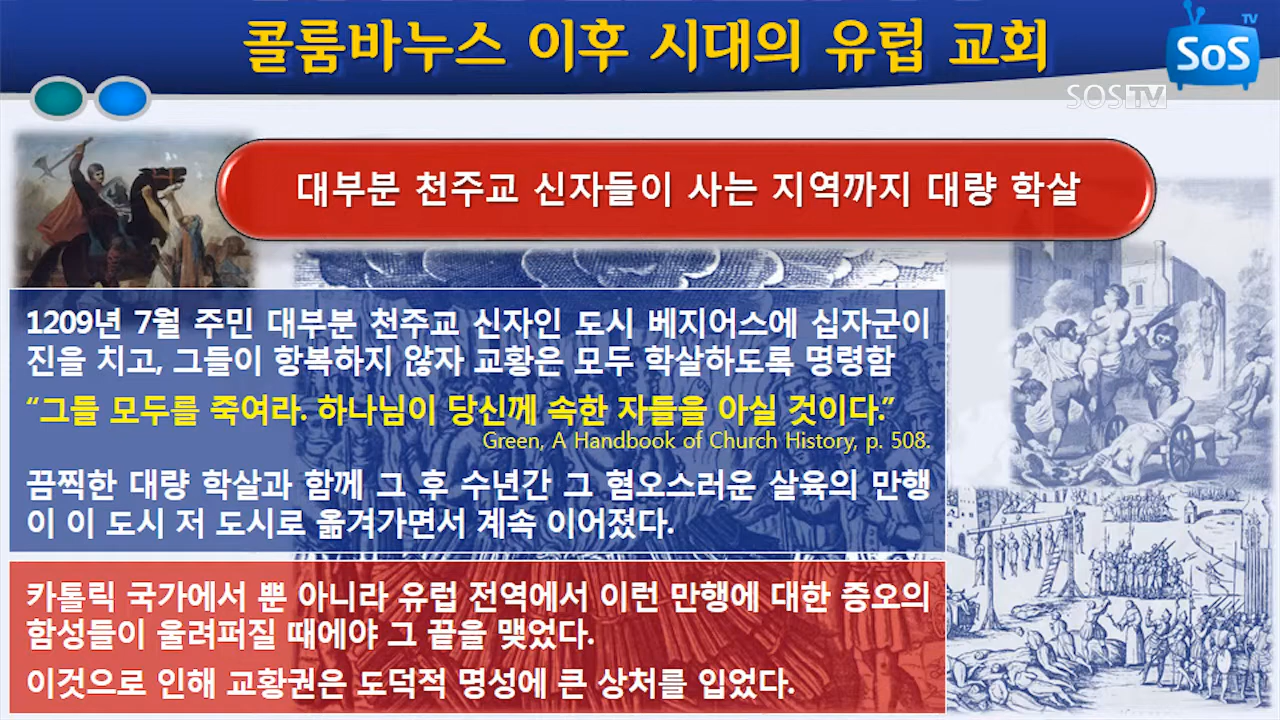 콜룸바누스 이후 시대의 유럽 교회
TV
SoS
SOSTV
대부분 천주교 신자들이 사는 지역까지 대량 학살
1209년 7월 주민 대부분 천주교 신자인 도시 베지어스에 십자군이
진을 치고, 그들이 항복하지 않자 교황은 모두 학살하도록 명령함
“그들 모두를 죽여라. 하나님이 당신께 속한 자들을 아실 것이다.”
Green, A Handbook of Church History, p. 508.
끔찍한 대량 학살과 함께 그 후 수년간 그 혐오스러운 살육의 만행
이 이 도시 저 도시로 옮겨가면서 계속 이어졌다.
카톨릭 국가에서 뿐 아니라 유럽 전역에서 이런 만행에 대한 증오의
함성들이 울려퍼질 때에야 그 끝을 맺었다.
이것으로 인해 교황권은 도덕적 명성에 큰 상처를 입었다.